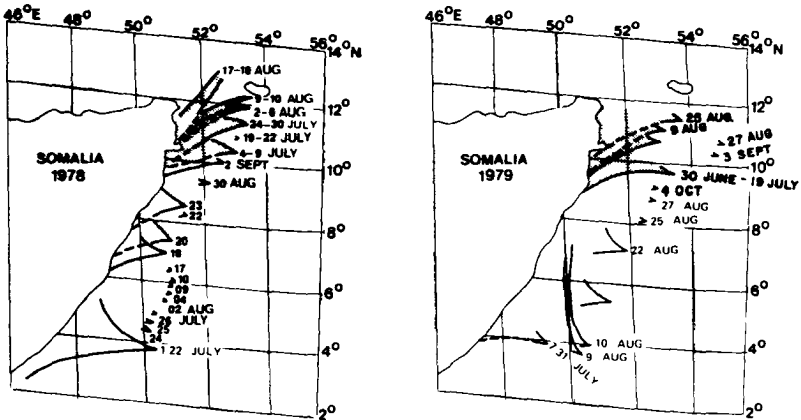 46°E 48° 50° 52° 54° 56°
14°N
17-18 AUG
9-10 AUG
12°
2-6 AUG
24-30 JULY
19-22 JULY
4-9 JULY
2 SEPT
10°
SOMALIA
1978
30 AUG
23
22
8°
20
18
17
10
09
6°
04
02 AUG
26 JULY
25
24
4°
1 22 JULY
2°
46°E 48° 50° 52° 54° 56°
14°N
12°
25 AUG.
9 AUG
27 AUG
3 SEPT
10°
SOMALIA
1979
30 JUNE - 19 JULY
4 OCT
27 AUG
8°
25 AUG
22 AUG
6°
10 AUG
9 AUG
4°
31 JULY
2°